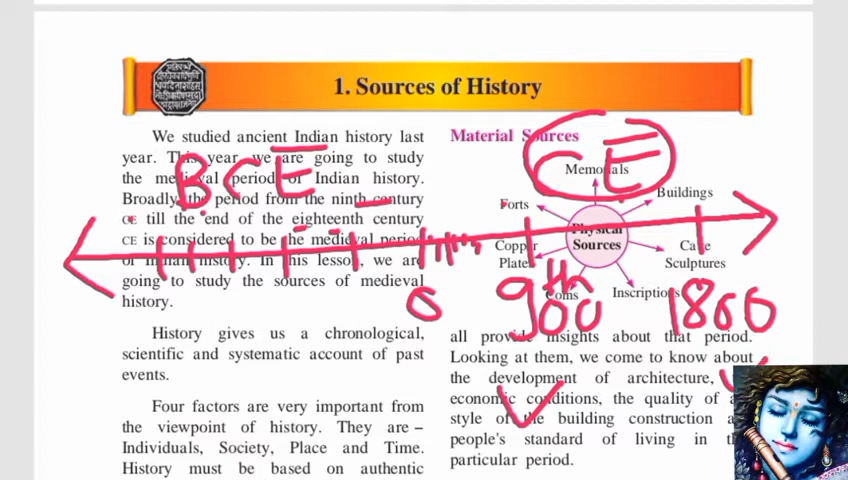 1. Sources of History
We studied ancient Indian history last
year. This year we are going to study
the medieval period of Indian history.
Broadly, the period from the ninth century
CE till the end of the eighteenth century
CE is considered to be the medieval period
of Indian history. In this lesson, we are
going to study the sources of medieval
history.
History gives us a chronological,
scientific and systematic account of past
events.
Four factors are very important from
the viewpoint of history. They are –
Individuals, Society, Place and Time.
History must be based on authentic
Material Sources
Memorials
Forts
Buildings
Physical
Sources
Copper
Plates
Cave
Sculptures
Coins
Inscriptions
all provide insights about that period.
Looking at them, we come to know about
the development of architecture,
economic conditions, the quality of
style of the building construction
people's standard of living in
particular period.
BCE
CE
0
9th
00
1800